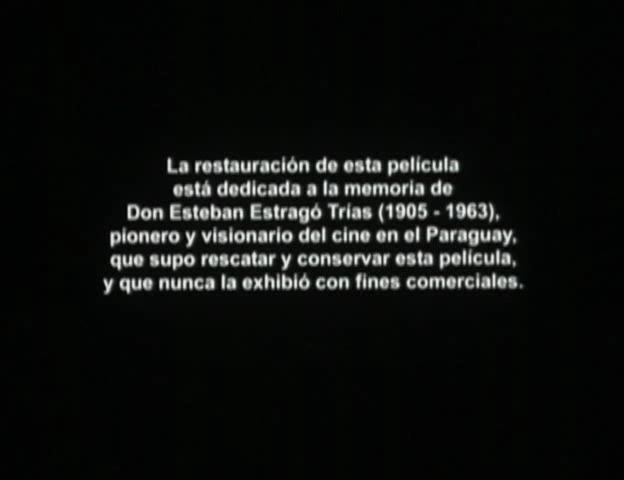 La restauración de esta película
está dedicada a la memoria de
Don Esteban Estragó Trías (1905 - 1963),
pionero y visionario del cine en el Paraguay,
que supo rescatar y conservar esta película,
y que nunca la exhibió con fines comerciales.